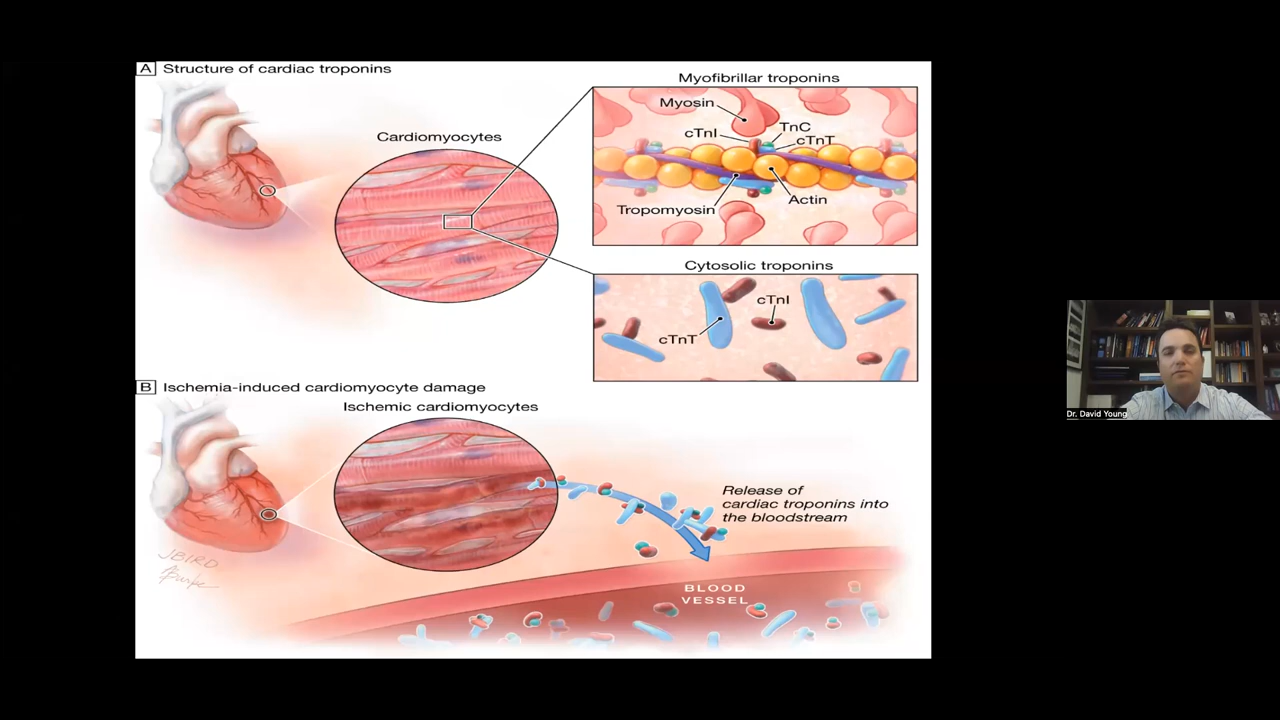 A Structure of cardiac troponins
Cardiomyocytes
Myofibrillar troponins
Myosin
cTnI
TnC
cTnT
Tropomyosin
Actin
Cytosolic troponins
cTnI
cTnT
B Ischemia-induced cardiomyocyte damage
Ischemic cardiomyocytes
Release of
cardiac troponins into
the bloodstream
BLOOD
VESSEL
JBIRD
Dr. David Young